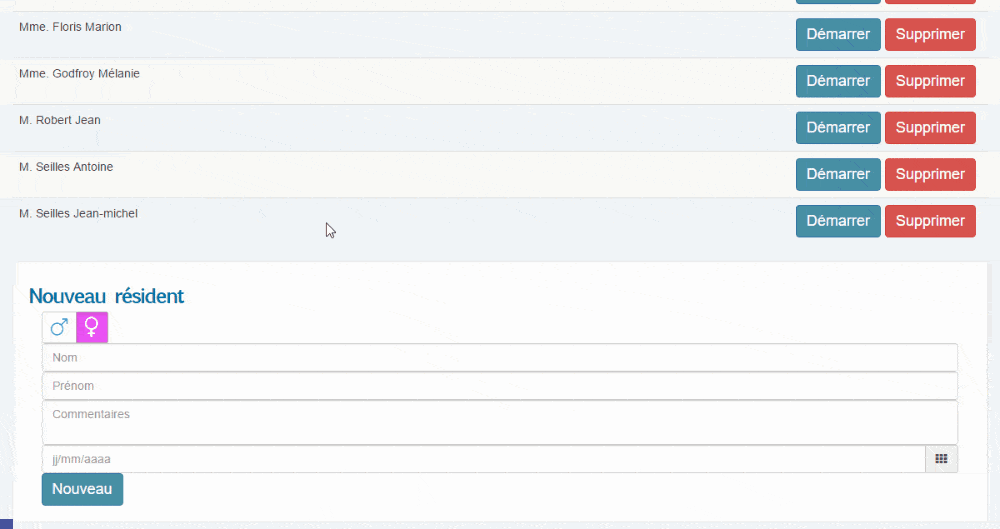 Mme. Floris Marion Démarrer Supprimer
Mme. Godfroy Mélanie Démarrer Supprimer
M. Robert Jean Démarrer Supprimer
M. Seilles Antoine Démarrer Supprimer
M. Seilles Jean-michel Démarrer Supprimer
Nouveau résident
Nom
Prénom
Commentaires
jj/mm/aaaa
Nouveau